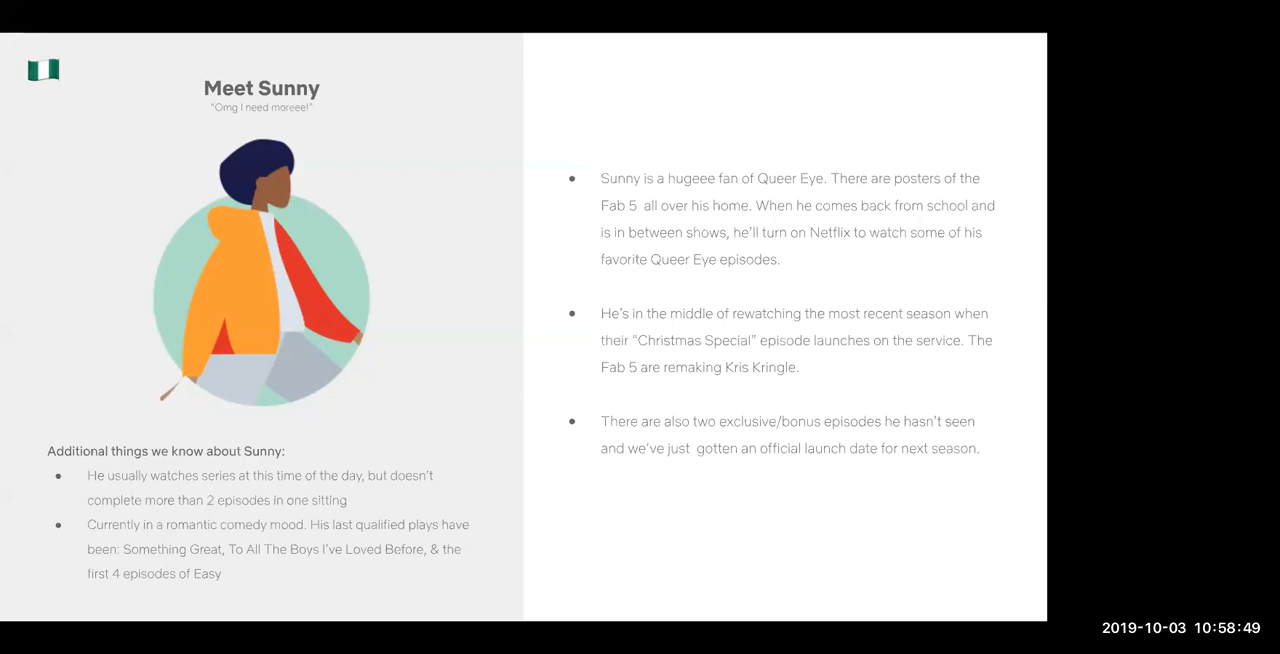 Meet Sunny
“Omg I need moreee!”
Additional things we know about Sunny:
● He usually watches series at this time of the day, but doesn’t
complete more than 2 episodes in one sitting
● Currently in a romantic comedy mood. His last qualified plays have
been: Something Great, To All The Boys I’ve Loved Before, & the
first 4 episodes of Easy
● Sunny is a hugeee fan of Queer Eye. There are posters of the
Fab 5 all over his home. When he comes back from school and
is in between shows, he’ll turn on Netflix to watch some of his
favorite Queer Eye episodes.
● He’s in the middle of rewatching the most recent season when
their “Christmas Special” episode launches on the service. The
Fab 5 are remaking Kris Kringle.
● There are also two exclusive/bonus episodes he hasn’t seen
and we’ve just gotten an official launch date for next season.
2019-10-03 10:58:49